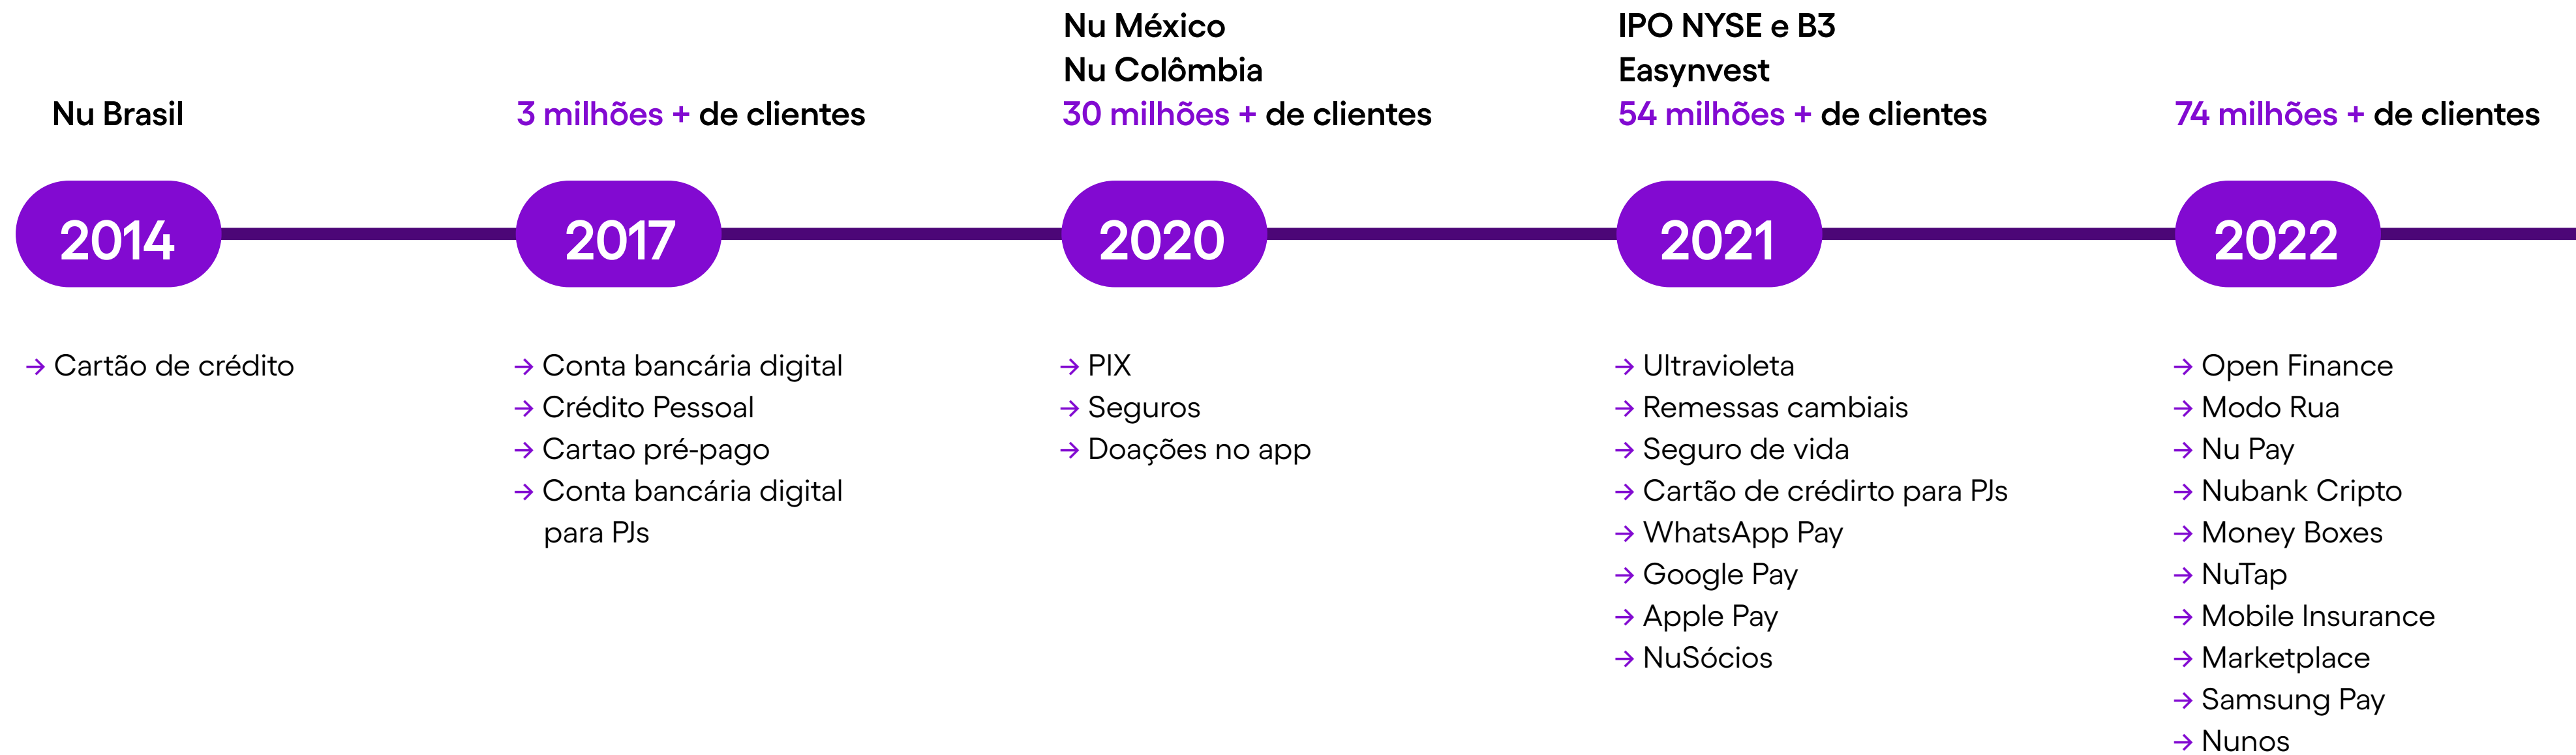 Nu Brasil
2014
→ Cartão de crédito
3 milhões + de clientes
2017
→ Conta bancária digital
→ Crédito Pessoal
→ Cartao pré-pago
→ Conta bancária digital
para PJs
Nu México
Nu Colômbia
30 milhões + de clientes
2020
→ PIX
→ Seguros
→ Doações no app
IPO NYSE e B3
Easynvest
54 milhões + de clientes
2021
→ Ultravioleta
→ Remessas cambiais
→ Seguro de vida
→ Cartão de crédirto para PJs
→ WhatsApp Pay
→ Google Pay
→ Apple Pay
→ NuSócios
74 milhões + de clientes
2022
→ Open Finance
→ Modo Rua
→ Nu Pay
→ Nubank Cripto
→ Money Boxes
→ NuTap
→ Mobile Insurance
→ Marketplace
→ Samsung Pay
→ Nunos